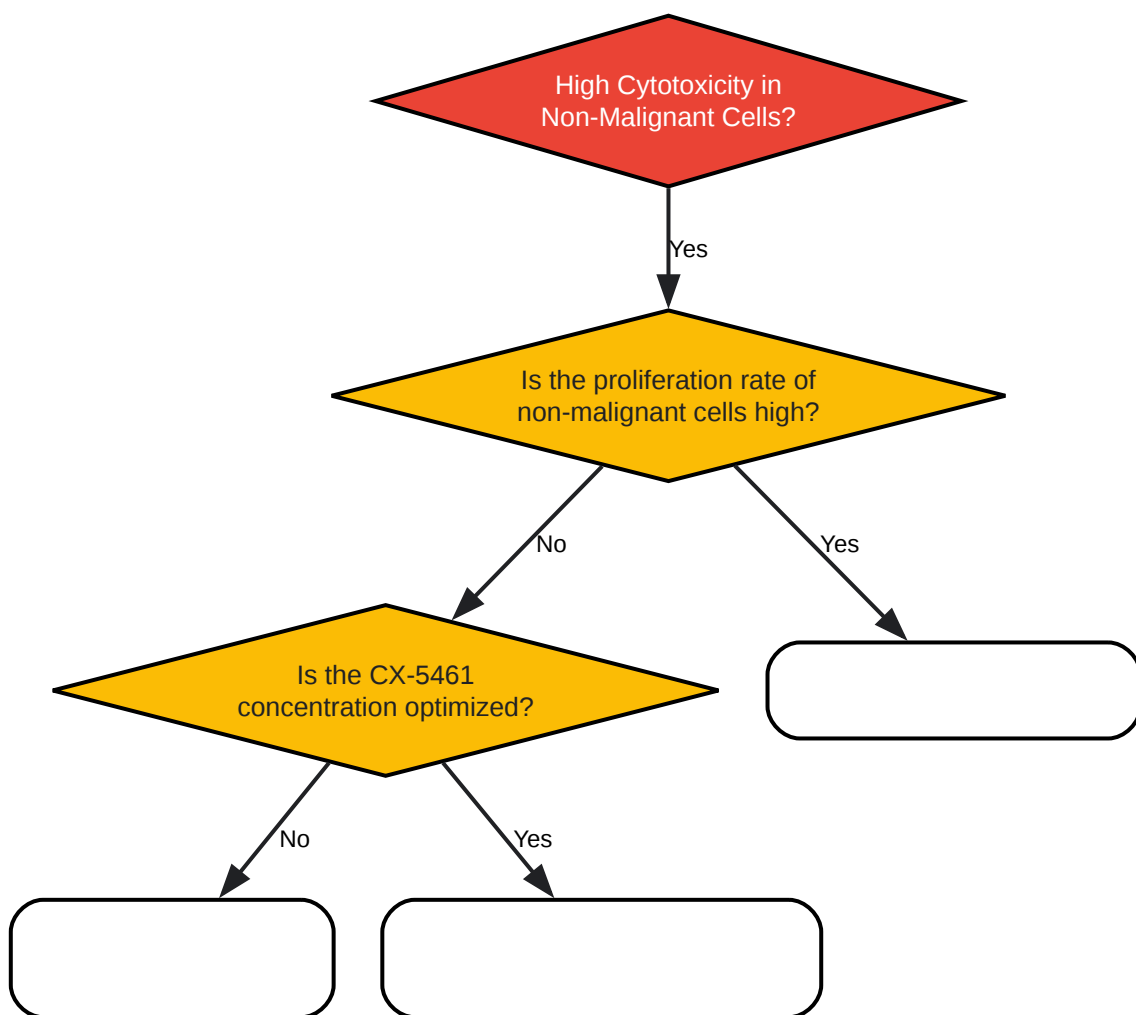 High Cytotoxicity in
Non-Malignant Cells?
Yes
Is the proliferation rate of
non-malignant cells high?
No
Yes
Is the CX-5461
concentration optimized?
No
Yes